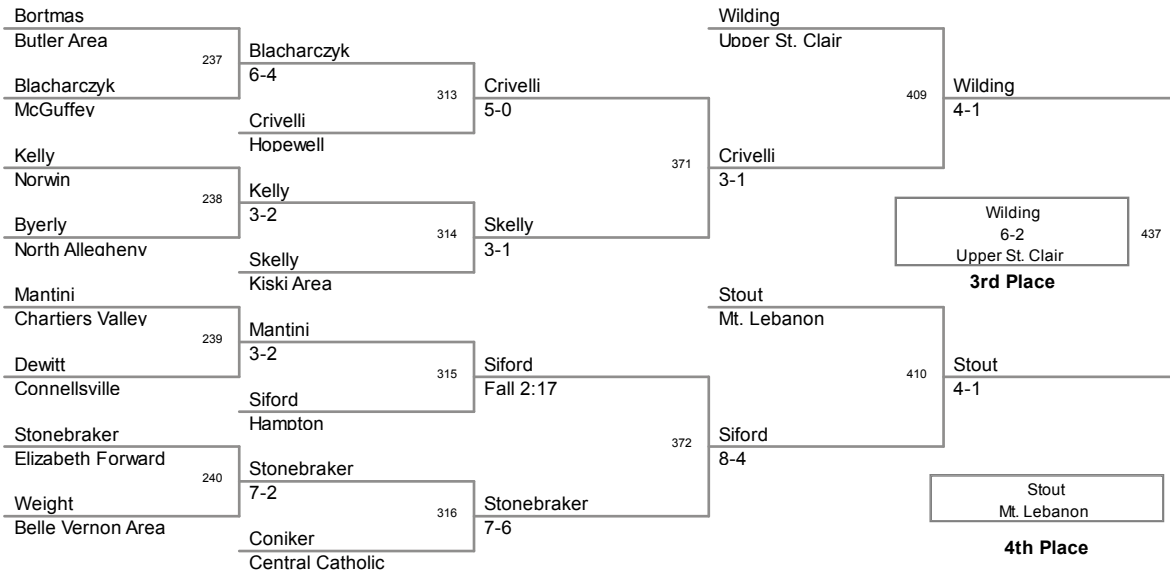 Bortmas
Butler Area
237
Blacharczyk
McGuffey
Kelly
Norwin
238
Byerly
North Allegheny
Mantini
Chartiers Valley
239
Dewitt
Connellsville
Stonebraker
Elizabeth Forward
240
Weight
Belle Vernon Area
Blacharczyk
6-4
313
Crivelli
Hopewell
Kelly
3-2
314
Skelly
Kiski Area
Mantini
3-2
315
Siford
Hampton
Stonebraker
7-2
316
Coniker
Central Catholic
Crivelli
5-0
371
Skelly
3-1
Siford
Fall 2:17
372
Stonebraker
7-6
Wilding
Upper St. Clair
409
Crivelli
3-1
Stout
Mt. Lebanon
410
Siford
8-4
Wilding
4-1
Wilding
6-2
Upper St. Clair
437
3rd Place
Stout
4-1
Stout
Mt. Lebanon
4th Place